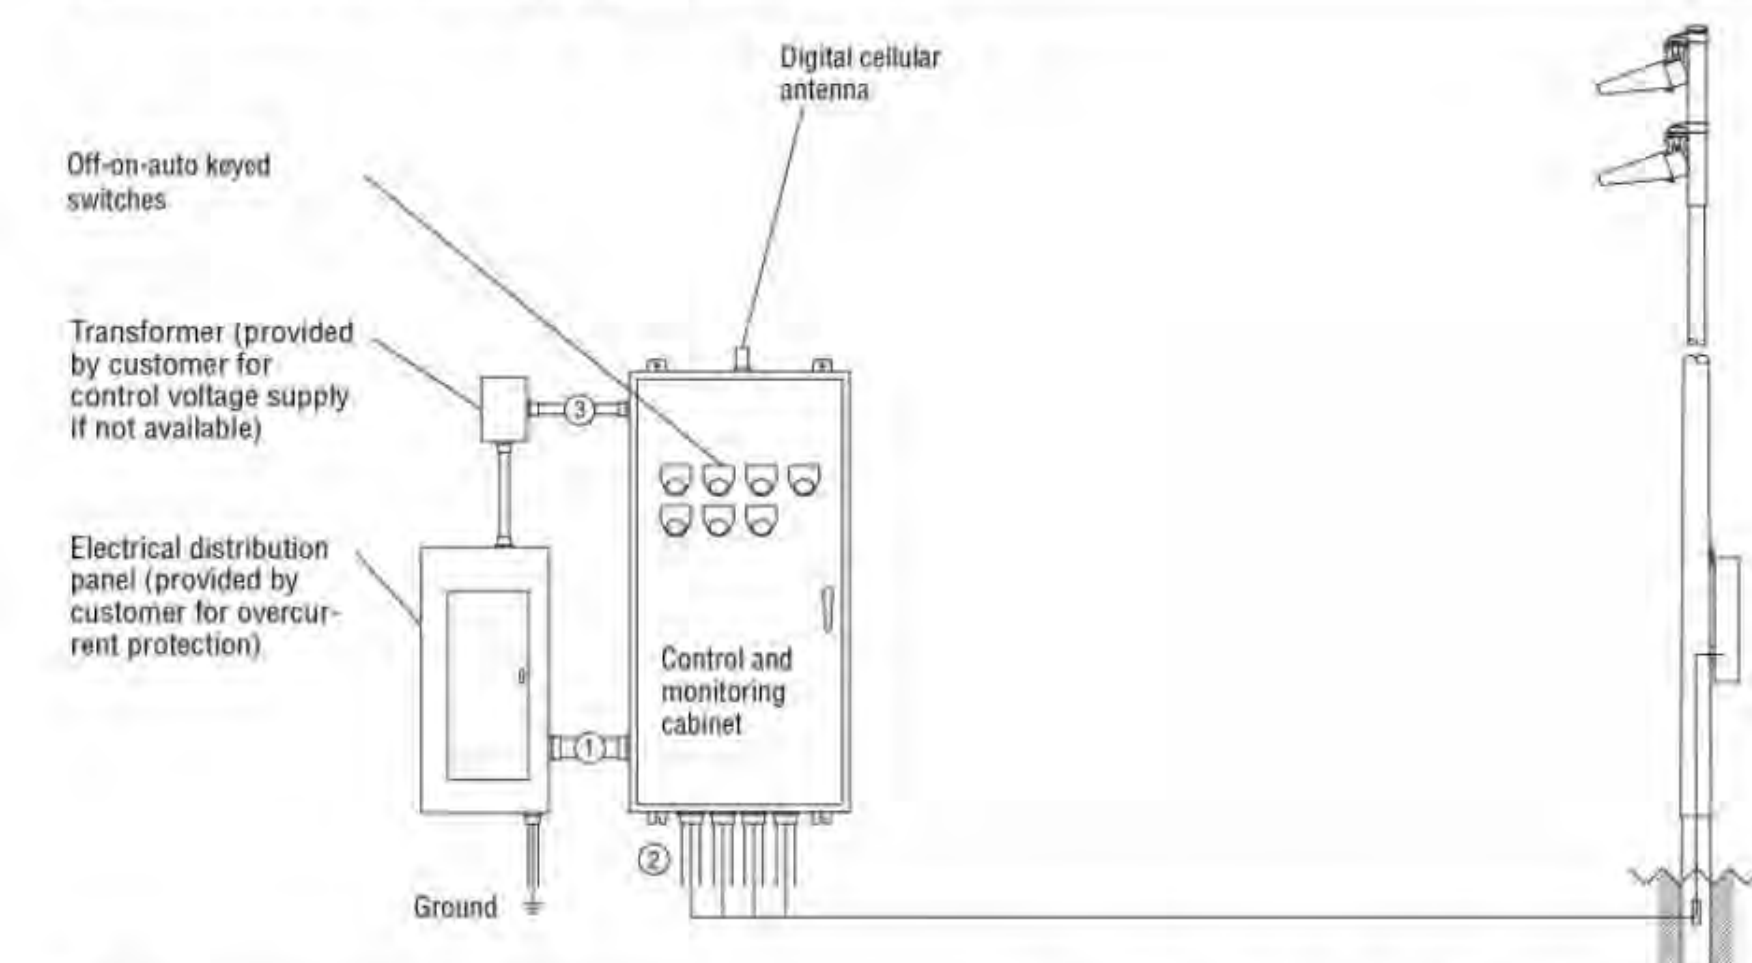 Digital cellular
antenna
Off-on-auto keyed
switches
Transformer (provided
by customer for
control voltage supply
if not available)
3
Electrical distribution
panel (provided by
customer for overcur-
rent protection)
Control and
monitoring
cabinet
1
2
Ground